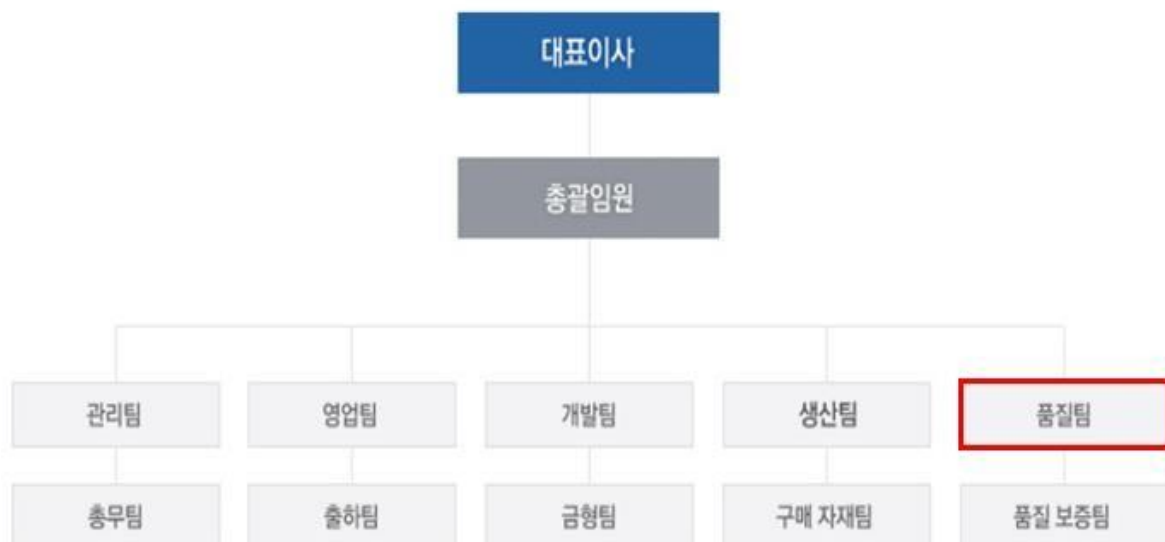 대표이사
총괄임원
관리팀 영업팀 개발팀 생산팀 품질팀
총무팀 출하팀 금형팀 구매 자재팀 품질 보증팀